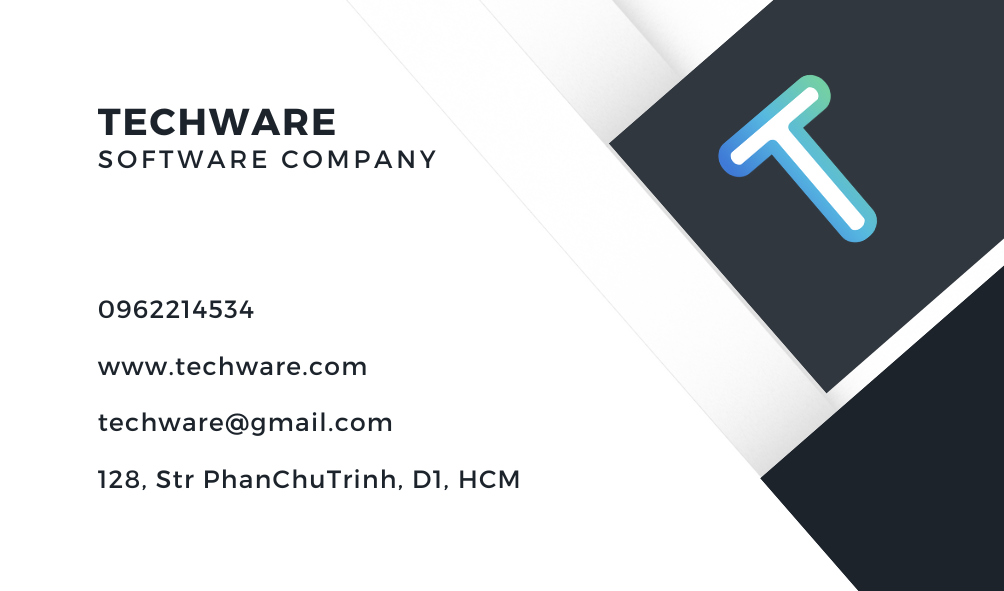 TECHWARE
SOFTWARE COMPANY
0962214534
www.techware.com
techware@gmail.com
128, Str PhanChuTrinh, D1, HCM
T